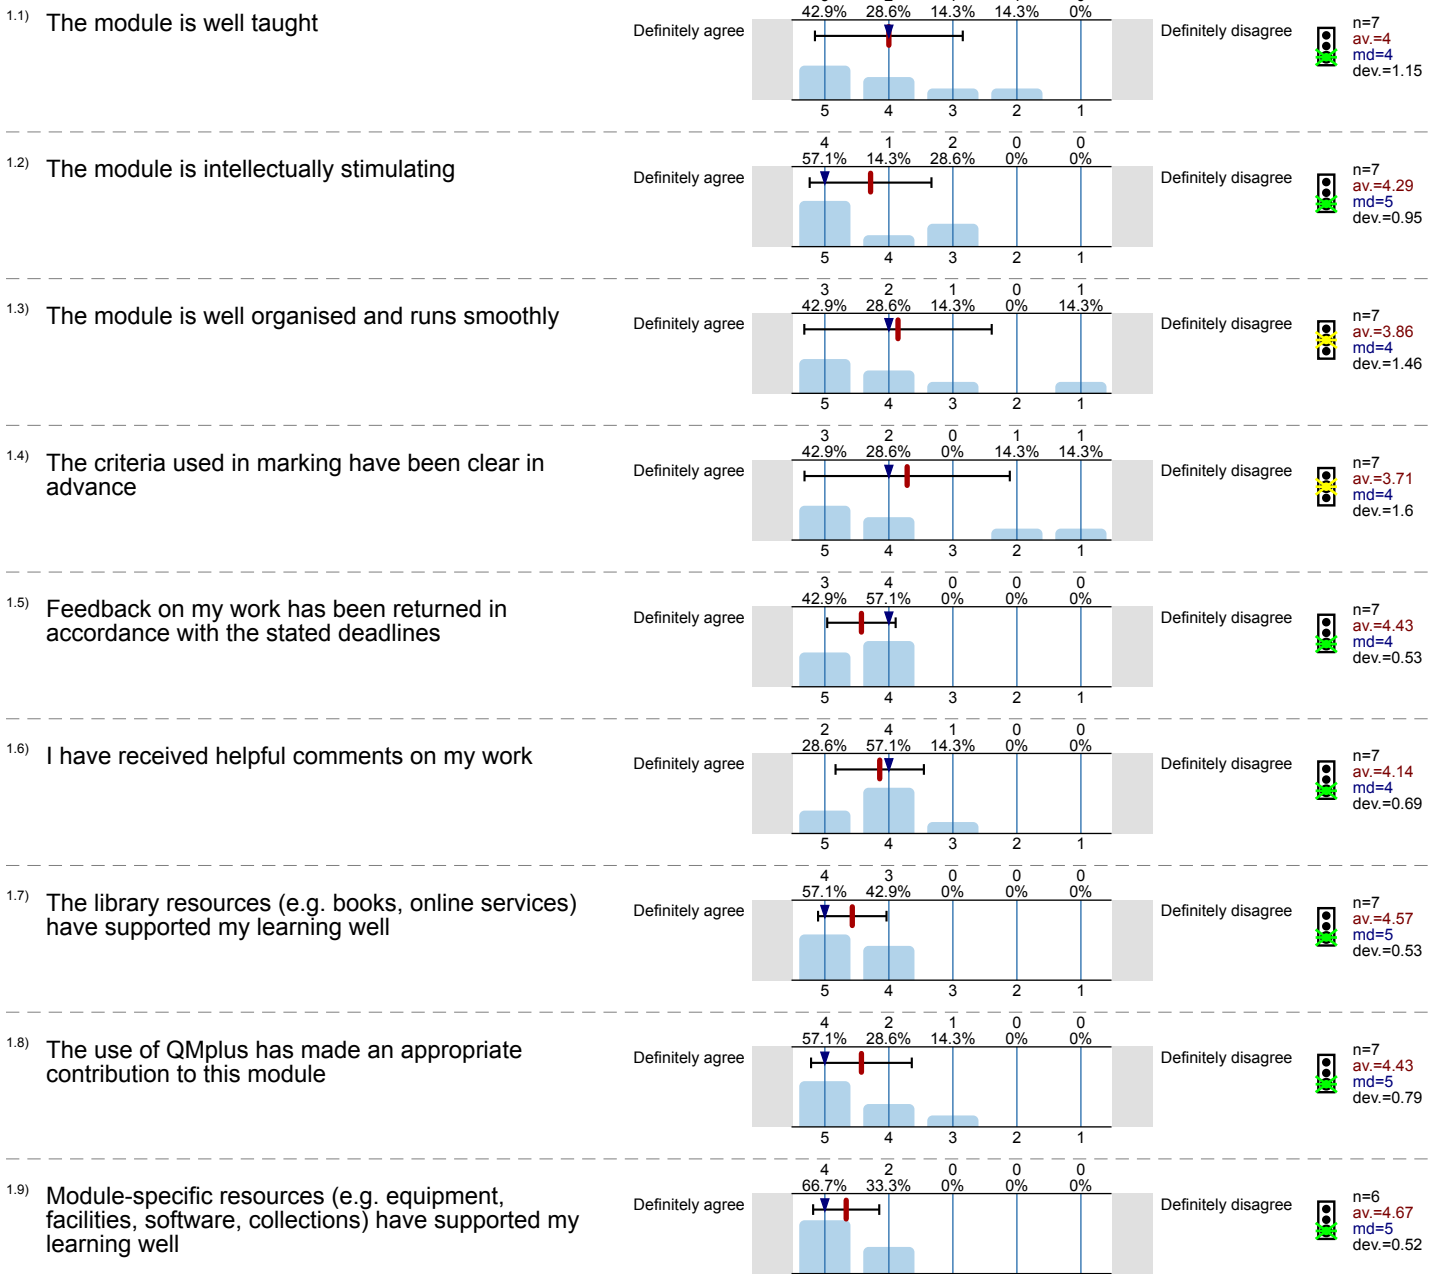 42.9% 28.6% 14.3% 14.3% 0%
1.1) The module is well taught
Definitely agree
Definitely disagree
n=7
av.=4
md=4
dev.=1.15
5 4 3 2 1
4 1 2 0 0
57.1% 14.3% 28.6% 0% 0%
1.2) The module is intellectually stimulating
Definitely agree
Definitely disagree
n=7
av.=4.29
md=5
dev.=0.95
5 4 3 2 1
3 2 1 0 1
42.9% 28.6% 14.3% 0% 14.3%
1.3) The module is well organised and runs smoothly
Definitely agree
Definitely disagree
n=7
av.=3.86
md=4
dev.=1.46
5 4 3 2 1
3 2 0 1 1
42.9% 28.6% 0% 14.3% 14.3%
1.4) The criteria used in marking have been clear in
advance
Definitely agree
Definitely disagree
n=7
av.=3.71
md=4
dev.=1.6
5 4 3 2 1
3 4 0 0 0
42.9% 57.1% 0% 0% 0%
1.5) Feedback on my work has been returned in
accordance with the stated deadlines
Definitely agree
Definitely disagree
n=7
av.=4.43
md=4
dev.=0.53
5 4 3 2 1
2 4 1 0 0
28.6% 57.1% 14.3% 0% 0%
1.6) I have received helpful comments on my work
Definitely agree
Definitely disagree
n=7
av.=4.14
md=4
dev.=0.69
5 4 3 2 1
4 3 0 0 0
57.1% 42.9% 0% 0% 0%
1.7) The library resources (e.g. books, online services)
have supported my learning well
Definitely agree
Definitely disagree
n=7
av.=4.57
md=5
dev.=0.53
5 4 3 2 1
4 2 1 0 0
57.1% 28.6% 14.3% 0% 0%
1.8) The use of QMplus has made an appropriate
contribution to this module
Definitely agree
Definitely disagree
n=7
av.=4.43
md=5
dev.=0.79
5 4 3 2 1
4 2 0 0 0
66.7% 33.3% 0% 0% 0%
1.9) Module-specific resources (e.g. equipment,
facilities, software, collections) have supported my
learning well
Definitely agree
Definitely disagree
n=6
av.=4.67
md=5
dev.=0.52